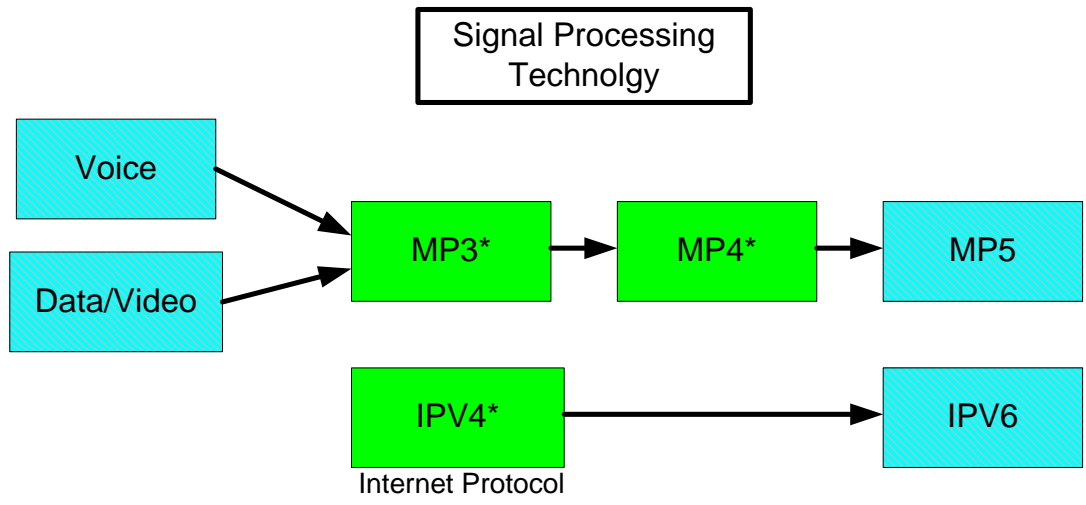 Signal Processing
Technolgy
Voice
MP3*
MP4*
MP5
Data/Video
IPV4*
IPV6
Internet Protocol